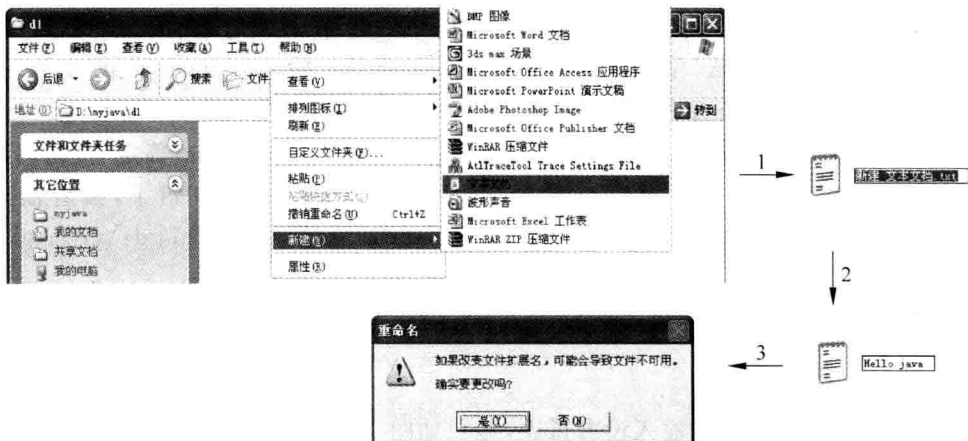 d1
文件(F) 编辑(E) 查看(V) 收藏(A) 工具(T) 帮助(H)
后退 搜索 文件
地址(D) D:\myjava\d1 转到
文件和文件夹任务
其它位置
myjava
我的文档
共享文档
我的电脑
查看(V)
排列图标(I)
刷新(E)
自定义文件夹(F)...
粘贴(P)
粘贴快捷方式(S)
撤销重命名(U) Ctrl+Z
新建(W)
属性(R)
BMP 图像
Microsoft Word 文档
3ds max 场景
Microsoft Office Access 应用程序
Microsoft PowerPoint 演示文稿
Adobe Photoshop Image
Microsoft Office Publisher 文档
WinRAR 压缩文件
AtlTraceTool Trace Settings File
文本文档
波形声音
Microsoft Excel 工作表
WinRAR ZIP 压缩文件
1
新建 文本文档.txt
2
Hello java
3
重命名
如果改变文件扩展名，可能会导致文件不可用。
确实要更改吗?
是(Y) 否(N)